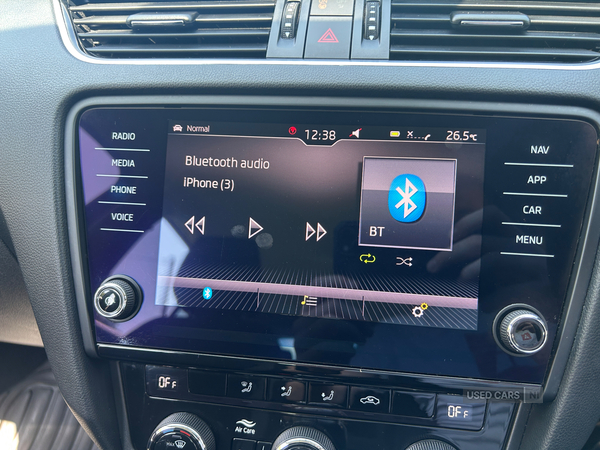 Normal 12:38 26.5°C
RADIO
MEDIA
PHONE
VOICE
Bluetooth audio
iPhone (3)
BT
NAV
APP
CAR
MENU
OFF
OFF
Air Care
USED CARS NI